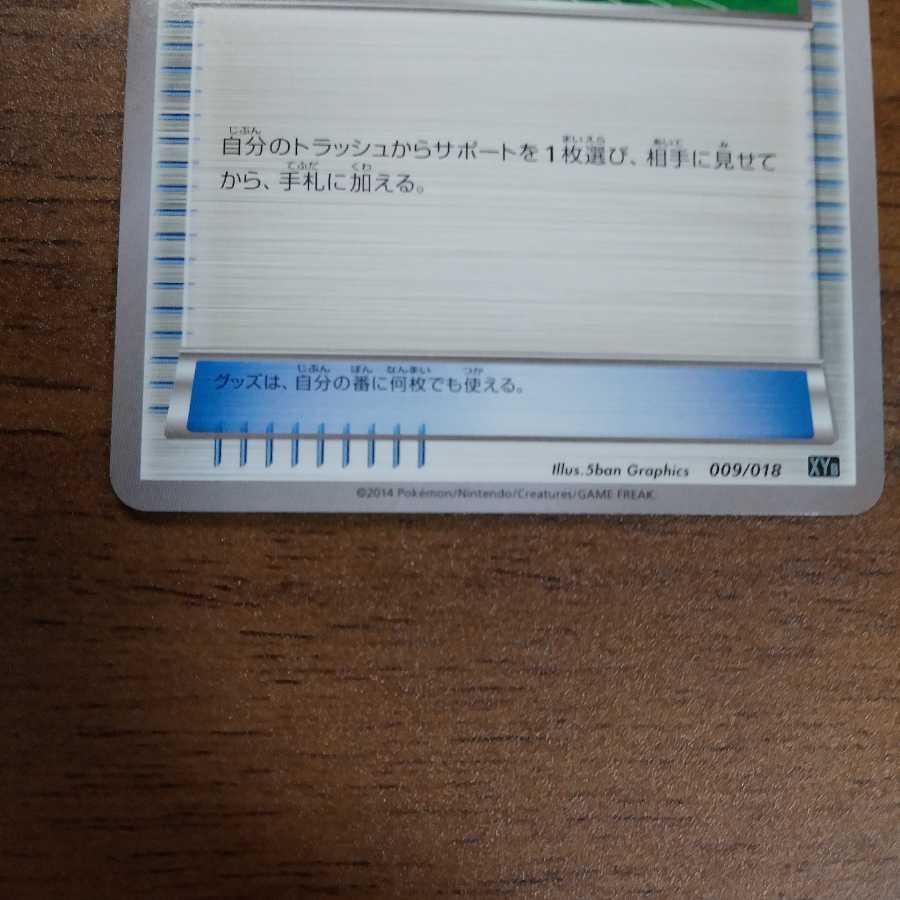 自分のトラッシュからサポートを1枚選び、相手に見せて
から、手札に加える。
グッズは、自分の番に何枚でも使える。
Illus.5ban Graphics 009/018 XY
©2014 Pokémon/Nintendo/Creatures/GAME FREAK.